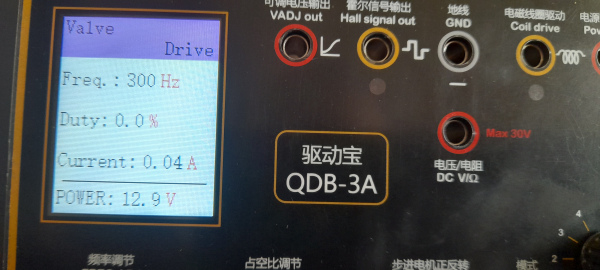 Valve
Drive
Freq.: 300 Hz
Duty: 0.0%
Current: 0.04 A
POWER: 12.9 V
可调电压输出
VADJ out
霍尔信号输出
Hall signal out
地线
GND
电磁线圈驱动
Coil drive
电源
Max 30V
电压/电阻
DC V/Ω
驱动宝
QDB-3A
频率调节
占空比调节
步进电机正反转
模式
4
3
2